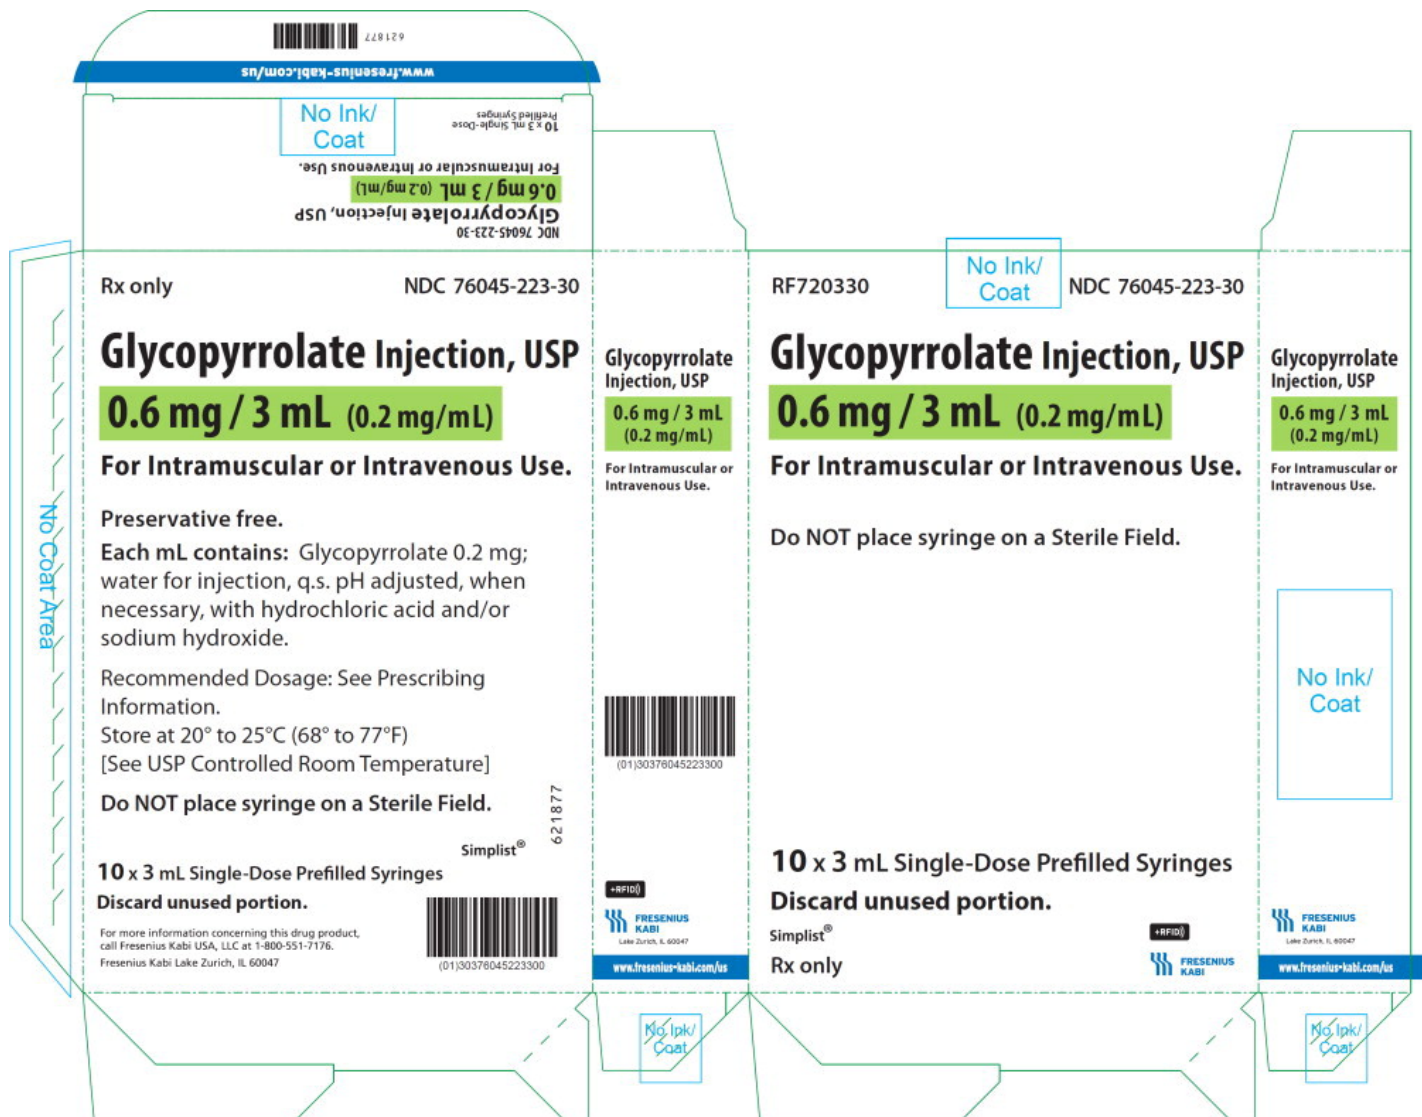 621877
www.fresenius-kabi.com/us
No Ink/
Coat
10 x 3 mL Single-Dose
Prefilled Syringes
For Intramuscular or Intravenous Use.
0.6 mg / 3 mL (0.2 mg/mL)
Glycopyrrolate Injection, USP
NDC 76045-223-30
No Coat Area
Rx only NDC 76045-223-30
Glycopyrrolate Injection, USP
0.6 mg / 3 mL (0.2 mg/mL)
For Intramuscular or Intravenous Use.
Preservative free.
Each mL contains: Glycopyrrolate 0.2 mg;
water for injection, q.s. pH adjusted, when
necessary, with hydrochloric acid and/or
sodium hydroxide.
Recommended Dosage: See Prescribing
Information.
Store at 20° to 25°C (68° to 77°F)
[See USP Controlled Room Temperature]
Do NOT place syringe on a Sterile Field.
621877
Simplist®
10 x 3 mL Single-Dose Prefilled Syringes
Discard unused portion.
For more information concerning this drug product,
call Fresenius Kabi USA, LLC at 1-800-551-7176.
Fresenius Kabi Lake Zurich, IL 60047
(01)30376045223300
Glycopyrrolate
Injection, USP
0.6 mg / 3 mL
(0.2 mg/mL)
For Intramuscular or
Intravenous Use.
(01)30376045223300
+RFID
FRESENIUS
KABI
Lake Zurich, IL 60047
www.fresenius-kabi.com/us
No Ink/
Coat
RF720330 NDC 76045-223-30
No Ink/
Coat
Glycopyrrolate Injection, USP
0.6 mg / 3 mL (0.2 mg/mL)
For Intramuscular or Intravenous Use.
Do NOT place syringe on a Sterile Field.
10 x 3 mL Single-Dose Prefilled Syringes
Discard unused portion.
Simplist®
Rx only
+RFID
FRESENIUS
KABI
Glycopyrrolate
Injection, USP
0.6 mg / 3 mL
(0.2 mg/mL)
For Intramuscular or
Intravenous Use.
No Ink/
Coat
FRESENIUS
KABI
Lake Zurich, IL 60047
www.fresenius-kabi.com/us
No Ink/
Coat